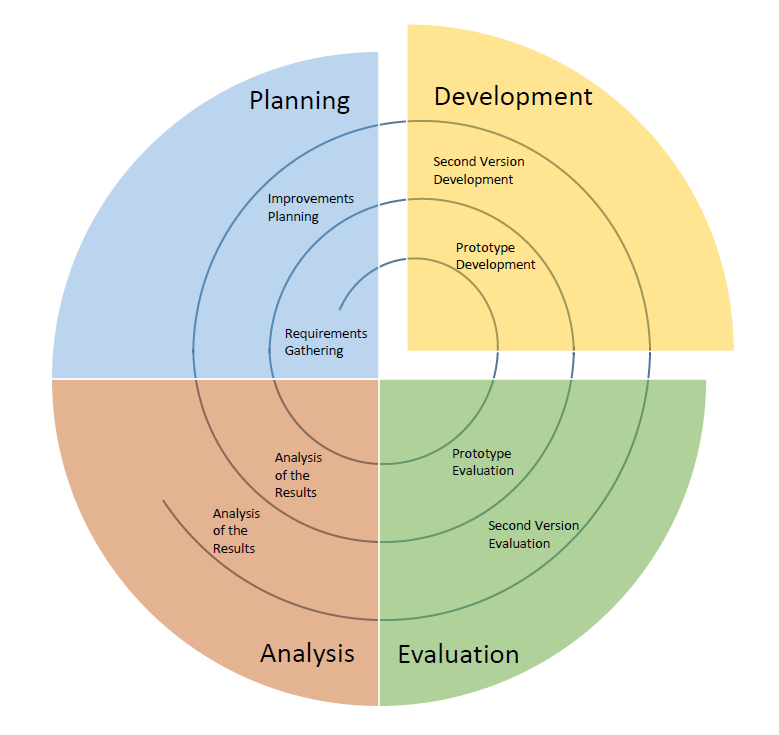 Planning
Development
Second Version
Development
Improvements
Planning
Prototype
Development
Requirements
Gathering
Analysis
of the
Results
Prototype
Evaluation
Analysis
of the
Results
Second Version
Evaluation
Analysis
Evaluation